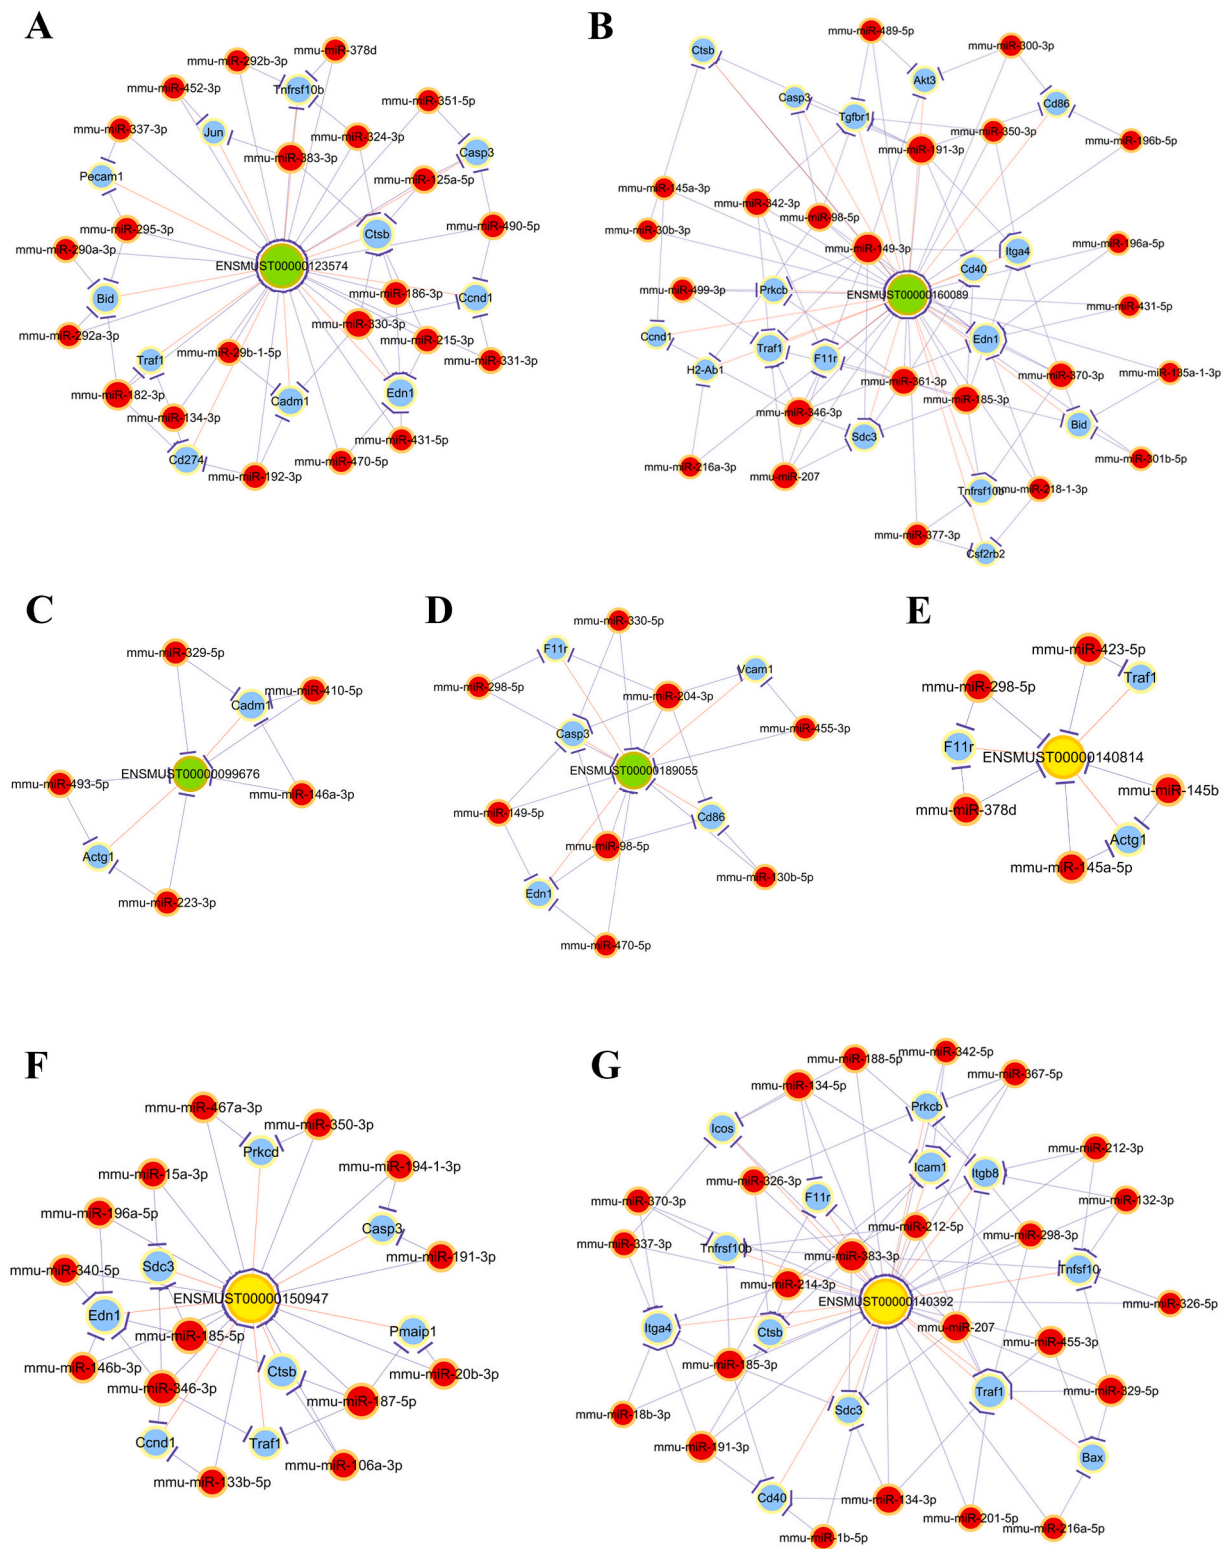 A
mmu-miR-378d
mmu-miR-292b-3p
mmu-miR-452-3p
Tnfrsf10b
mmu-miR-351-5p
mmu-miR-337-3p
Jun
mmu-miR-324-3p
mmu-miR-383-3p
Casp3
Pecam1
mmu-miR-125a-5p
mmu-miR-295-3p
mmu-miR-490-5p
Ctsb
mmu-miR-290a-3p
ENSMUST00000123574
mmu-miR-186-3p
Bid
Ccnd1
mmu-miR-330-3p
mmu-miR-292a-3p
mmu-miR-215-3p
mmu-miR-29b-1-5p
Traf1
mmu-miR-331-3p
mmu-miR-182-3p
Edn1
Cadm1
mmu-miR-134-3p
mmu-miR-431-5p
Cd274
mmu-miR-470-5p
mmu-miR-192-3p
B
mmu-miR-489-5p
mmu-miR-300-3p
Ctsb
Akt3
Casp3
Cd86
Tgfbr1
mmu-miR-350-3p
mmu-miR-196b-5p
mmu-miR-191-3p
mmu-miR-145a-3p
mmu-miR-342-3p
mmu-miR-98-5p
mmu-miR-30b-3p
mmu-miR-149-3p
mmu-miR-196a-5p
Itga4
Cd40
mmu-miR-499-3p
Prkcb
ENSMUST00000160089
mmu-miR-431-5p
Ccnd1
Edn1
Traf1
F11r
H2-Ab1
mmu-miR-370-3p
mmu-miR-135a-1-3p
mmu-miR-361-3p
mmu-miR-185-3p
mmu-miR-346-3p
Bid
Sdc3
mmu-miR-301b-5p
mmu-miR-216a-3p
mmu-miR-207
Tnfrsf10b
mmu-miR-218-1-3p
mmu-miR-377-3p
Csf2rb2
C
mmu-miR-329-5p
mmu-miR-410-5p
Cadm1
ENSMUST00000099676
mmu-miR-493-5p
mmu-miR-146a-3p
Actg1
mmu-miR-223-3p
D
mmu-miR-330-5p
F11r
Vcam1
mmu-miR-298-5p
mmu-miR-204-3p
mmu-miR-455-3p
Casp3
ENSMUST00000189055
mmu-miR-149-5p
Cd86
mmu-miR-98-5p
mmu-miR-130b-5p
Edn1
mmu-miR-470-5p
E
mmu-miR-423-5p
Traf1
mmu-miR-298-5p
F11r
ENSMUST00000140814
mmu-miR-145b
mmu-miR-378d
Actg1
mmu-miR-145a-5p
F
mmu-miR-467a-3p
mmu-miR-350-3p
Prkcd
mmu-miR-194-1-3p
mmu-miR-15a-3p
mmu-miR-196a-5p
Casp3
mmu-miR-191-3p
Sdc3
mmu-miR-340-5p
ENSMUST00000150947
Edn1
Pmaip1
mmu-miR-185-5p
mmu-miR-146b-3p
Ctsb
mmu-miR-20b-3p
mmu-miR-346-3p
mmu-miR-187-5p
Ccnd1
Traf1
mmu-miR-106a-3p
mmu-miR-133b-5p
G
mmu-miR-342-5p
mmu-miR-188-5p
mmu-miR-367-5p
mmu-miR-134-5p
Prkcb
Icos
mmu-miR-212-3p
Icam1
Itgb8
mmu-miR-326-3p
F11r
mmu-miR-370-3p
mmu-miR-132-3p
mmu-miR-212-5p
mmu-miR-298-3p
mmu-miR-337-3p
Tnfrsf10b
mmu-miR-383-3p
Tnfsf10
mmu-miR-214-3p
ENSMUST00000140392
mmu-miR-326-5p
Itga4
Ctsb
mmu-miR-207
mmu-miR-455-3p
mmu-miR-185-3p
Traf1
mmu-miR-329-5p
Sdc3
mmu-miR-18b-3p
mmu-miR-191-3p
Bax
Cd40
mmu-miR-134-3p
mmu-miR-201-5p
mmu-miR-216a-5p
mmu-miR-1b-5p